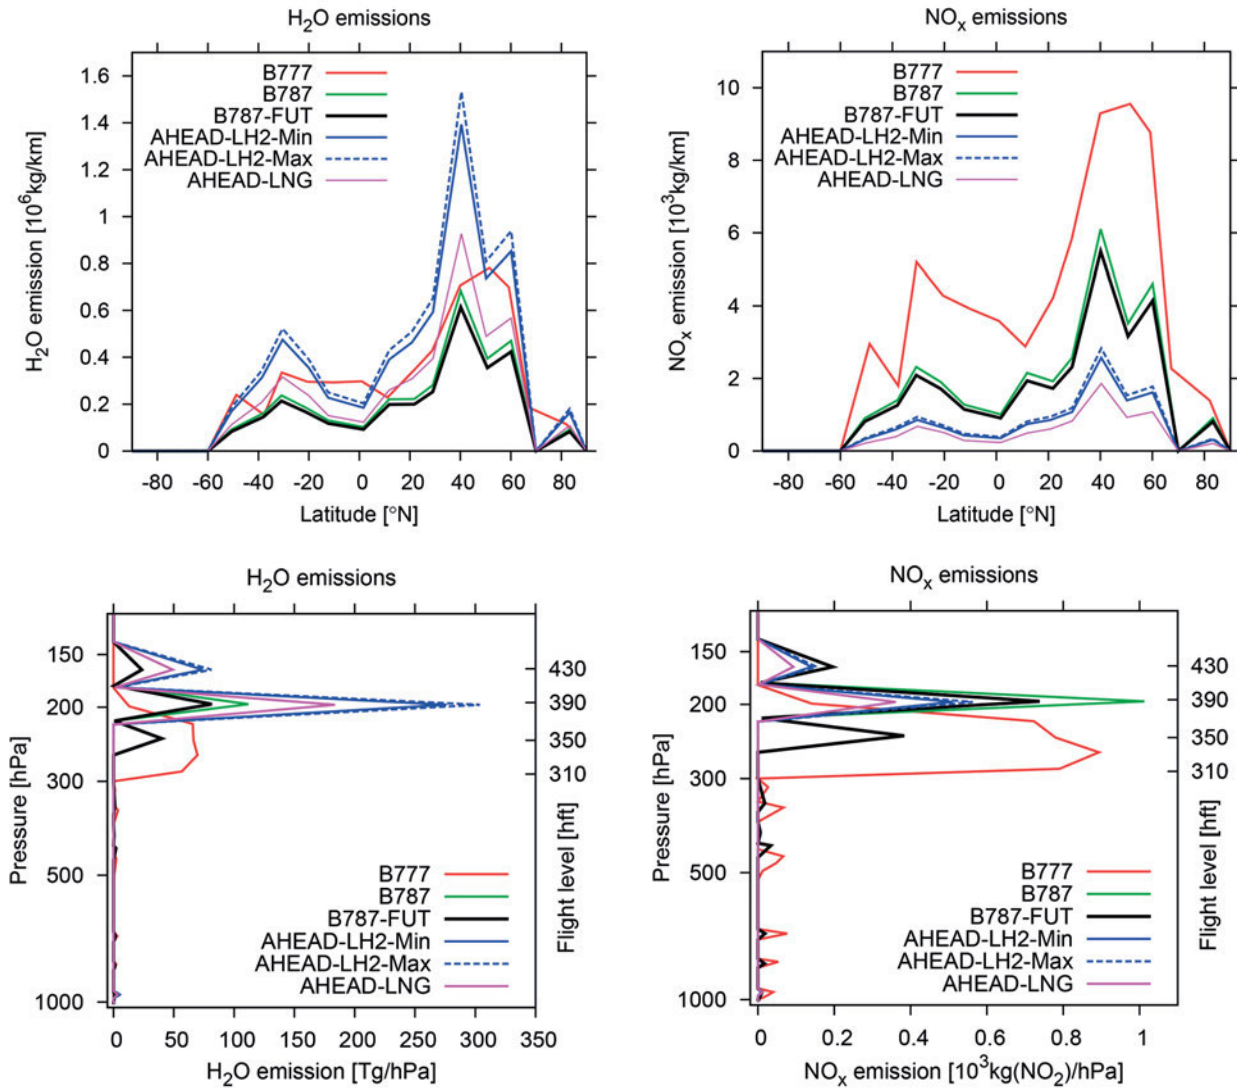 H2O emissions
H2O emission [10^6kg/km]
1.6
1.4
1.2
1
0.8
0.6
0.4
0.2
0
B777
B787
B787-FUT
AHEAD-LH2-Min
AHEAD-LH2-Max
AHEAD-LNG
-80 -60 -40 -20 0 20 40 60 80
Latitude [°N]
NOx emissions
NOx emission [10^3kg/km]
10
8
6
4
2
0
B777
B787
B787-FUT
AHEAD-LH2-Min
AHEAD-LH2-Max
AHEAD-LNG
-80 -60 -40 -20 0 20 40 60 80
Latitude [°N]
H2O emissions
Pressure [hPa]
150
200
300
500
1000
430
390
350
310
Flight level [hft]
B777
B787
B787-FUT
AHEAD-LH2-Min
AHEAD-LH2-Max
AHEAD-LNG
0 50 100 150 200 250 300 350
H2O emission [Tg/hPa]
NOx emissions
Pressure [hPa]
150
200
300
500
1000
430
390
350
310
Flight level [hft]
B777
B787
B787-FUT
AHEAD-LH2-Min
AHEAD-LH2-Max
AHEAD-LNG
0 0.2 0.4 0.6 0.8 1
NOx emission [10^3kg(NO2)/hPa]